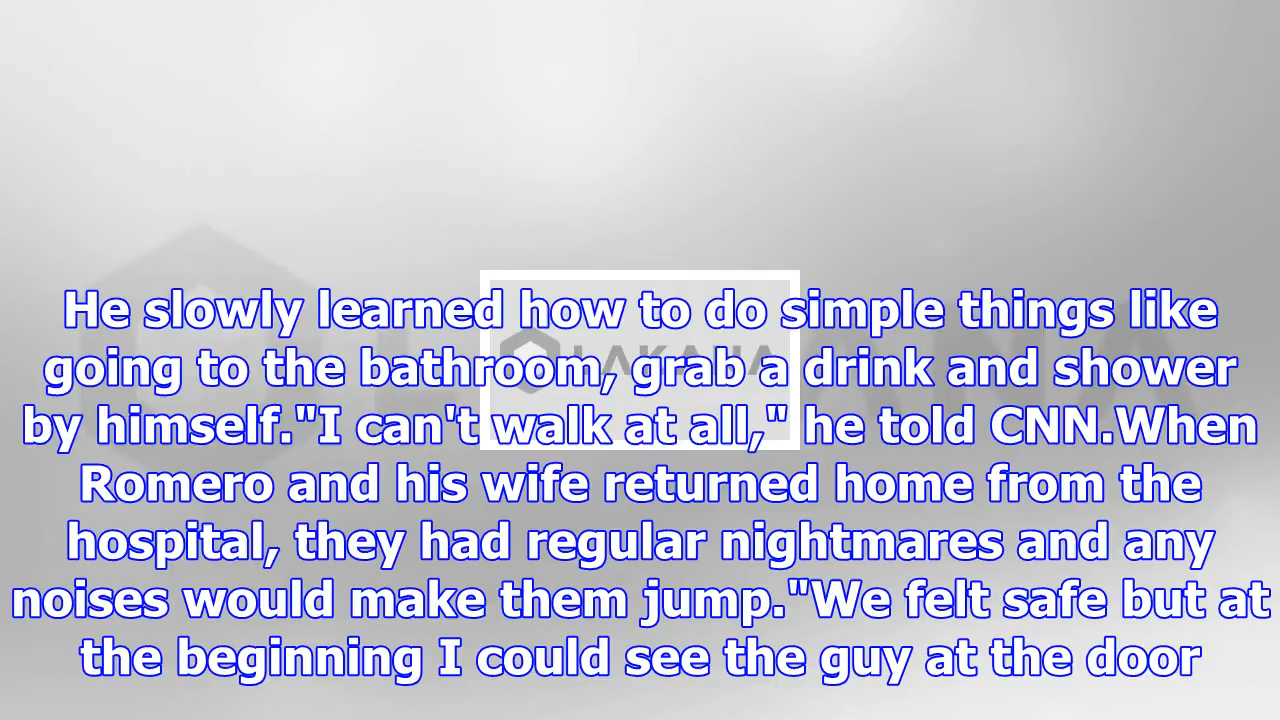 He slowly learned how to do simple things like
going to the bathroom, grab a drink and shower
by himself."I can't walk at all," he told CNN.When
Romero and his wife returned home from the
hospital, they had regular nightmares and any
noises would make them jump."We felt safe but at
the beginning I could see the guy at the door